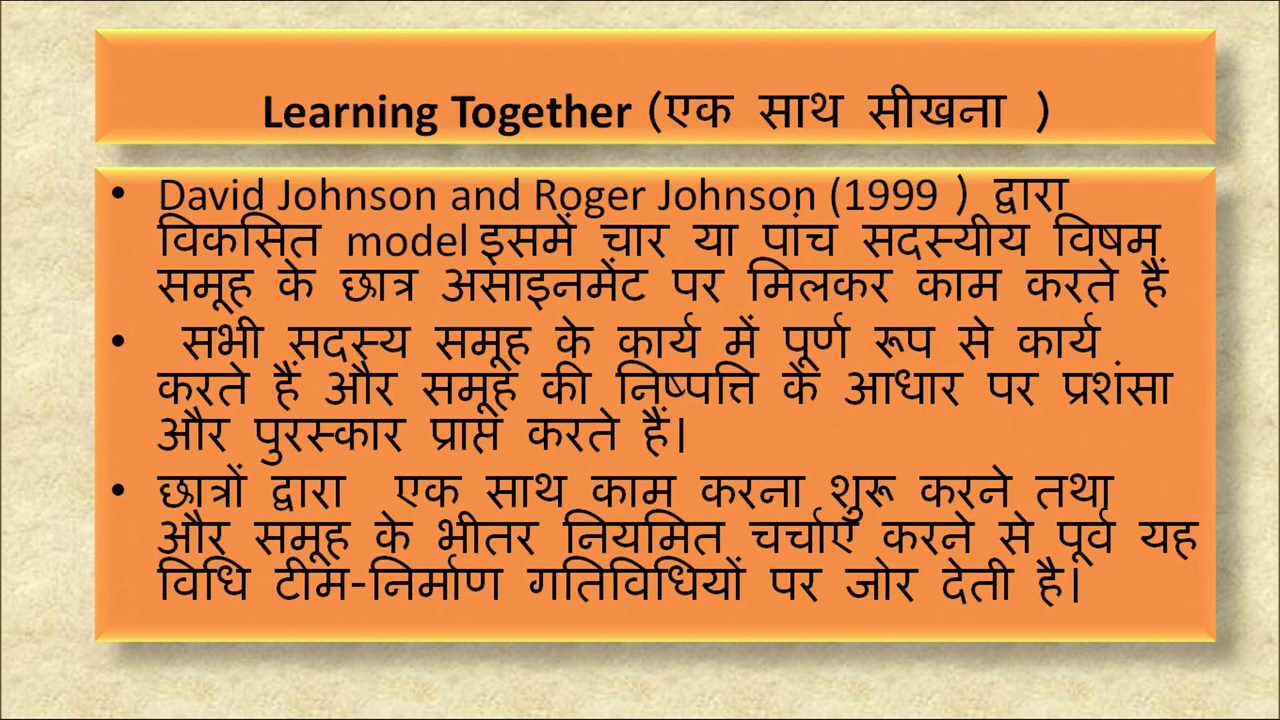 Learning Together (एक साथ सीखना )
• David Johnson and Roger Johnson (1999 ) द्वारा
विकसित model इसमें चार या पांच सदस्यीय विषम
समूह के छात्र असाइनमेंट पर मिलकर काम करते हैं
• सभी सदस्य समूह के कार्य में पूर्ण रूप से कार्य
करते हैं और समूह की निष्पत्ति के आधार पर प्रशंसा
और पुरस्कार प्राप्त करते हैं।
• छात्रों द्वारा एक साथ काम करना शुरू करने तथा
और समूह के भीतर नियमित चर्चाएँ करने से पूर्व यह
विधि टीम-निर्माण गतिविधियों पर जोर देती है।